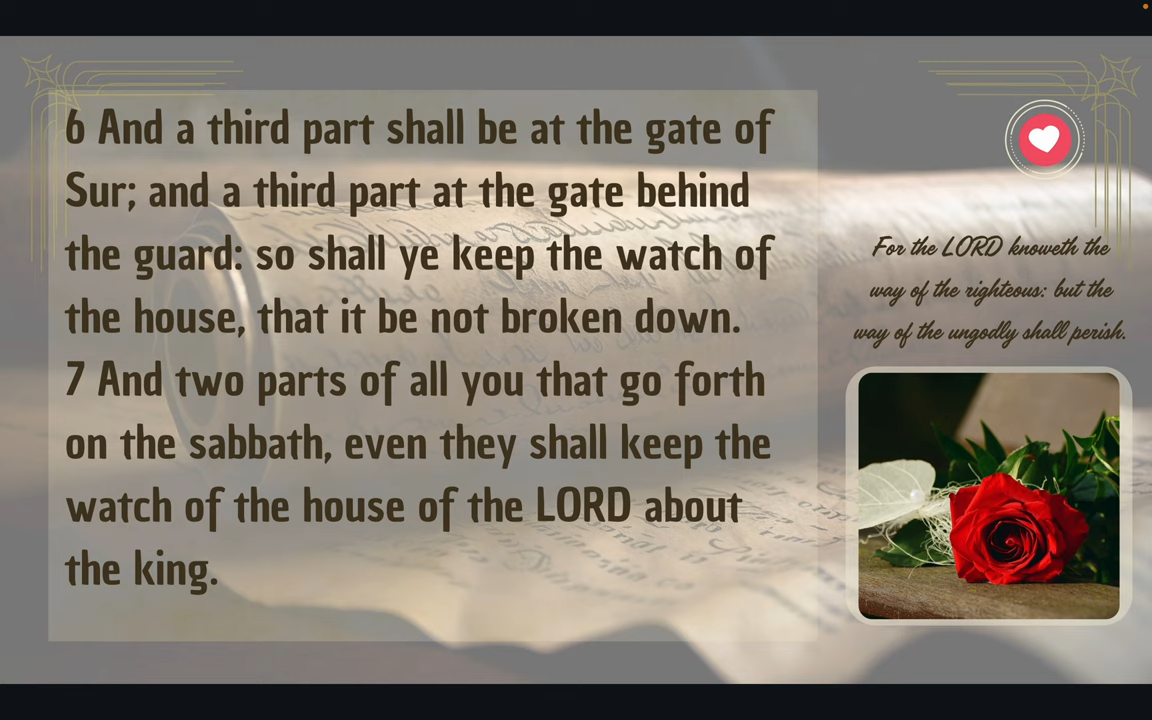 6 And a third part shall be at the gate of
Sur; and a third part at the gate behind
the guard: so shall ye keep the watch of
the house, that it be not broken down.
7 And two parts of all you that go forth
on the sabbath, even they shall keep the
watch of the house of the LORD about
the king.
For the LORD knoweth the
way of the righteous: but the
way of the ungodly shall perish.